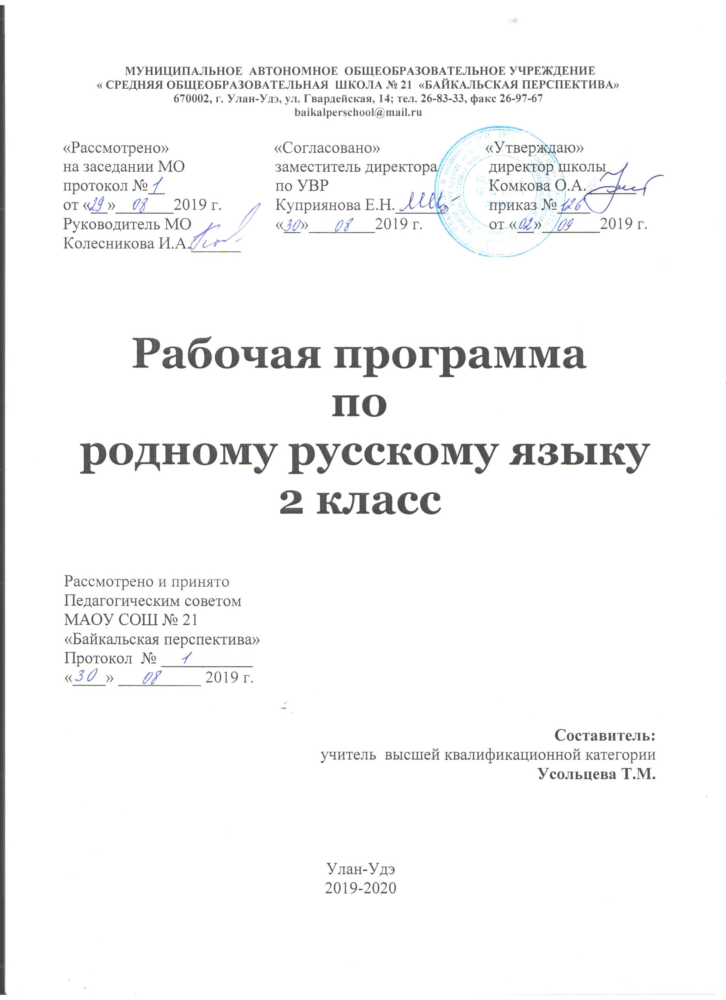 МУНИЦИПАЛЬНОЕ АВТОНОМНОЕ ОБЩЕОБРАЗОВАТЕЛЬНОЕ УЧРЕЖДЕНИЕ
« СРЕДНЯЯ ОБЩЕОБРАЗОВАТЕЛЬНАЯ ШКОЛА № 21 «БАЙКАЛЬСКАЯ ПЕРСПЕКТИВА»
670002, г. Улан-Удэ, ул. Гвардейская, 14; тел. 26-83-33, факс 26-97-67
baikalperschool@mail.ru
«Рассмотрено»
на заседании МО
протокол № 1
от «29» 08 2019 г.
Руководитель МО
Колесникова И.А.
«Согласовано»
заместитель директора
по УВР
Куприянова Е.Н.
«30» 08 2019 г.
«Утверждаю»
директор школы
Комкова О.А.
приказ № 126
от «02» 09 2019 г.
Рабочая программа
по
родному русскому языку
2 класс
Рассмотрено и принято
Педагогическим советом
МАОУ СОШ № 21
«Байкальская перспектива»
Протокол № 1
«30» 08 2019 г.
Составитель:
учитель высшей квалификационной категории
Усольцева Т.М.
Улан-Удэ
2019-2020